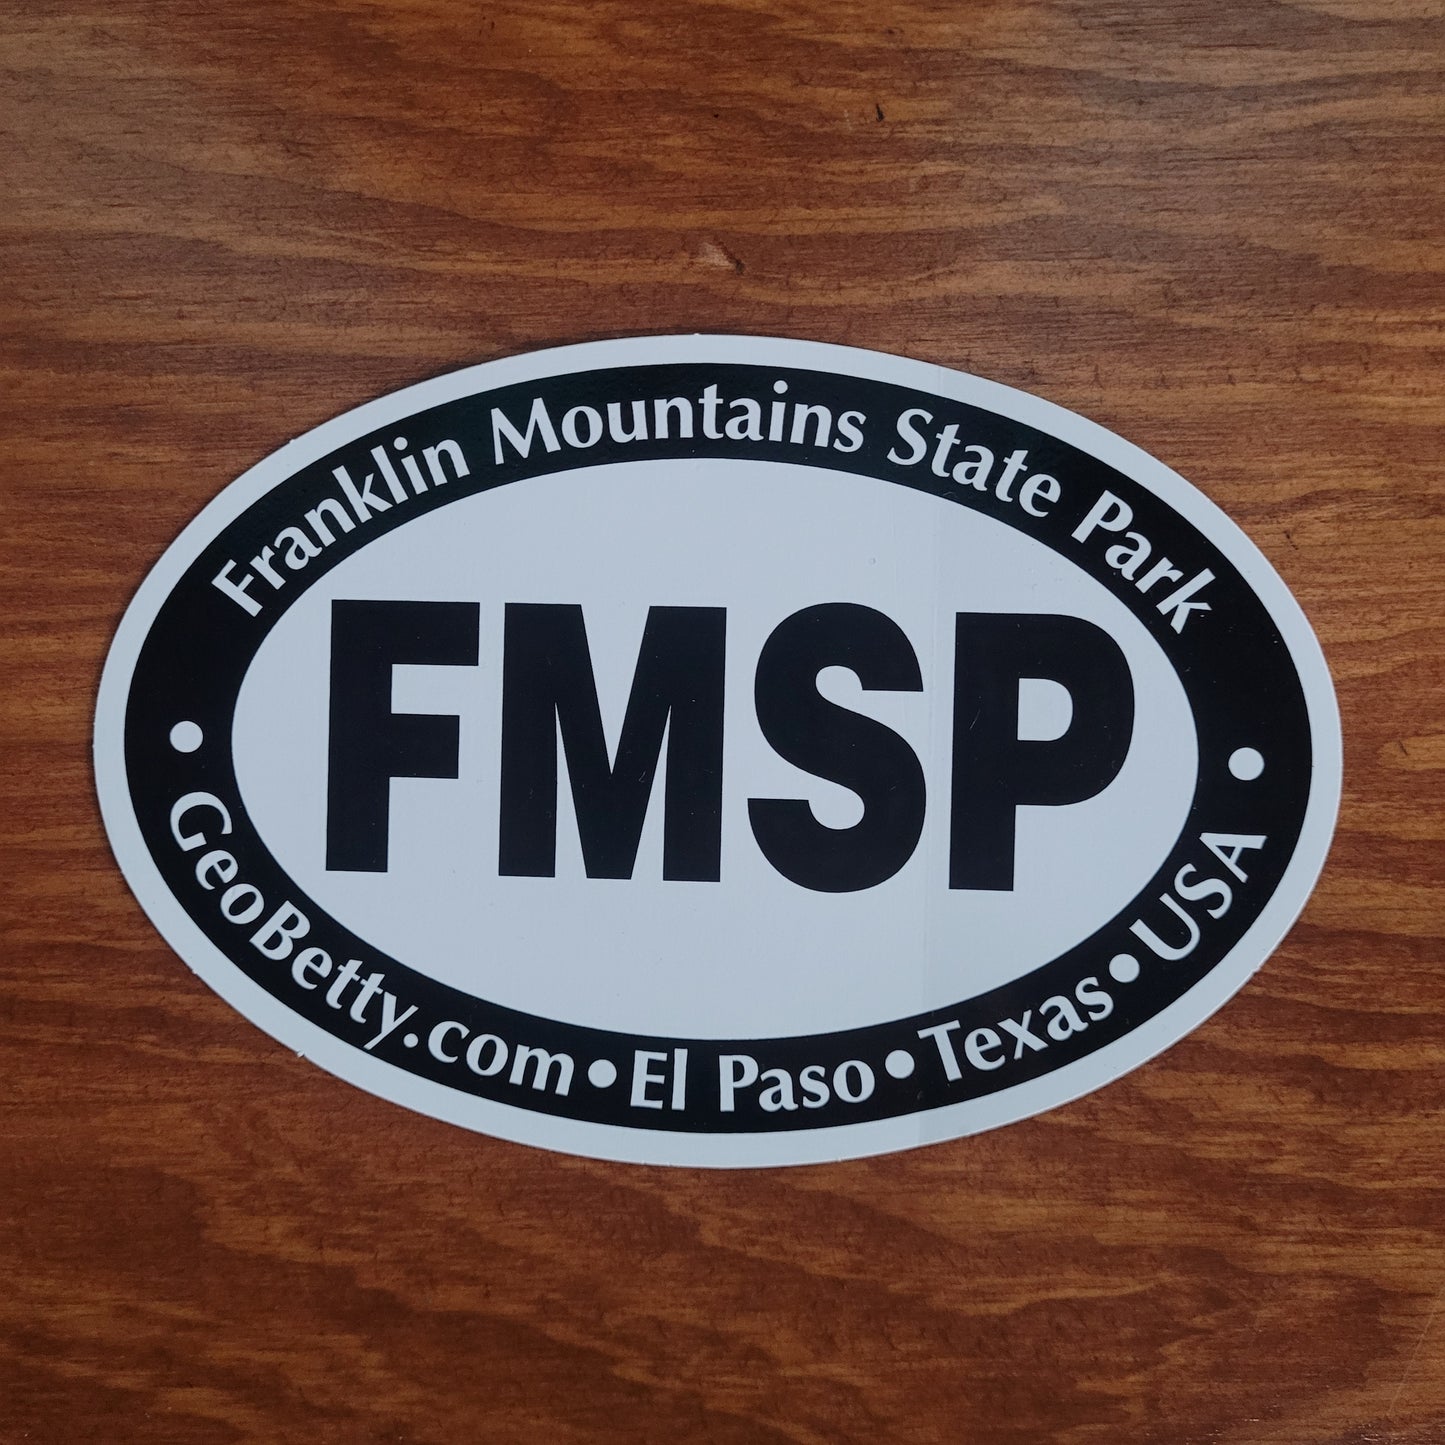 Franklin Mountains State Park
FMSP
• GeoBetty.com • El Paso • Texas • USA •